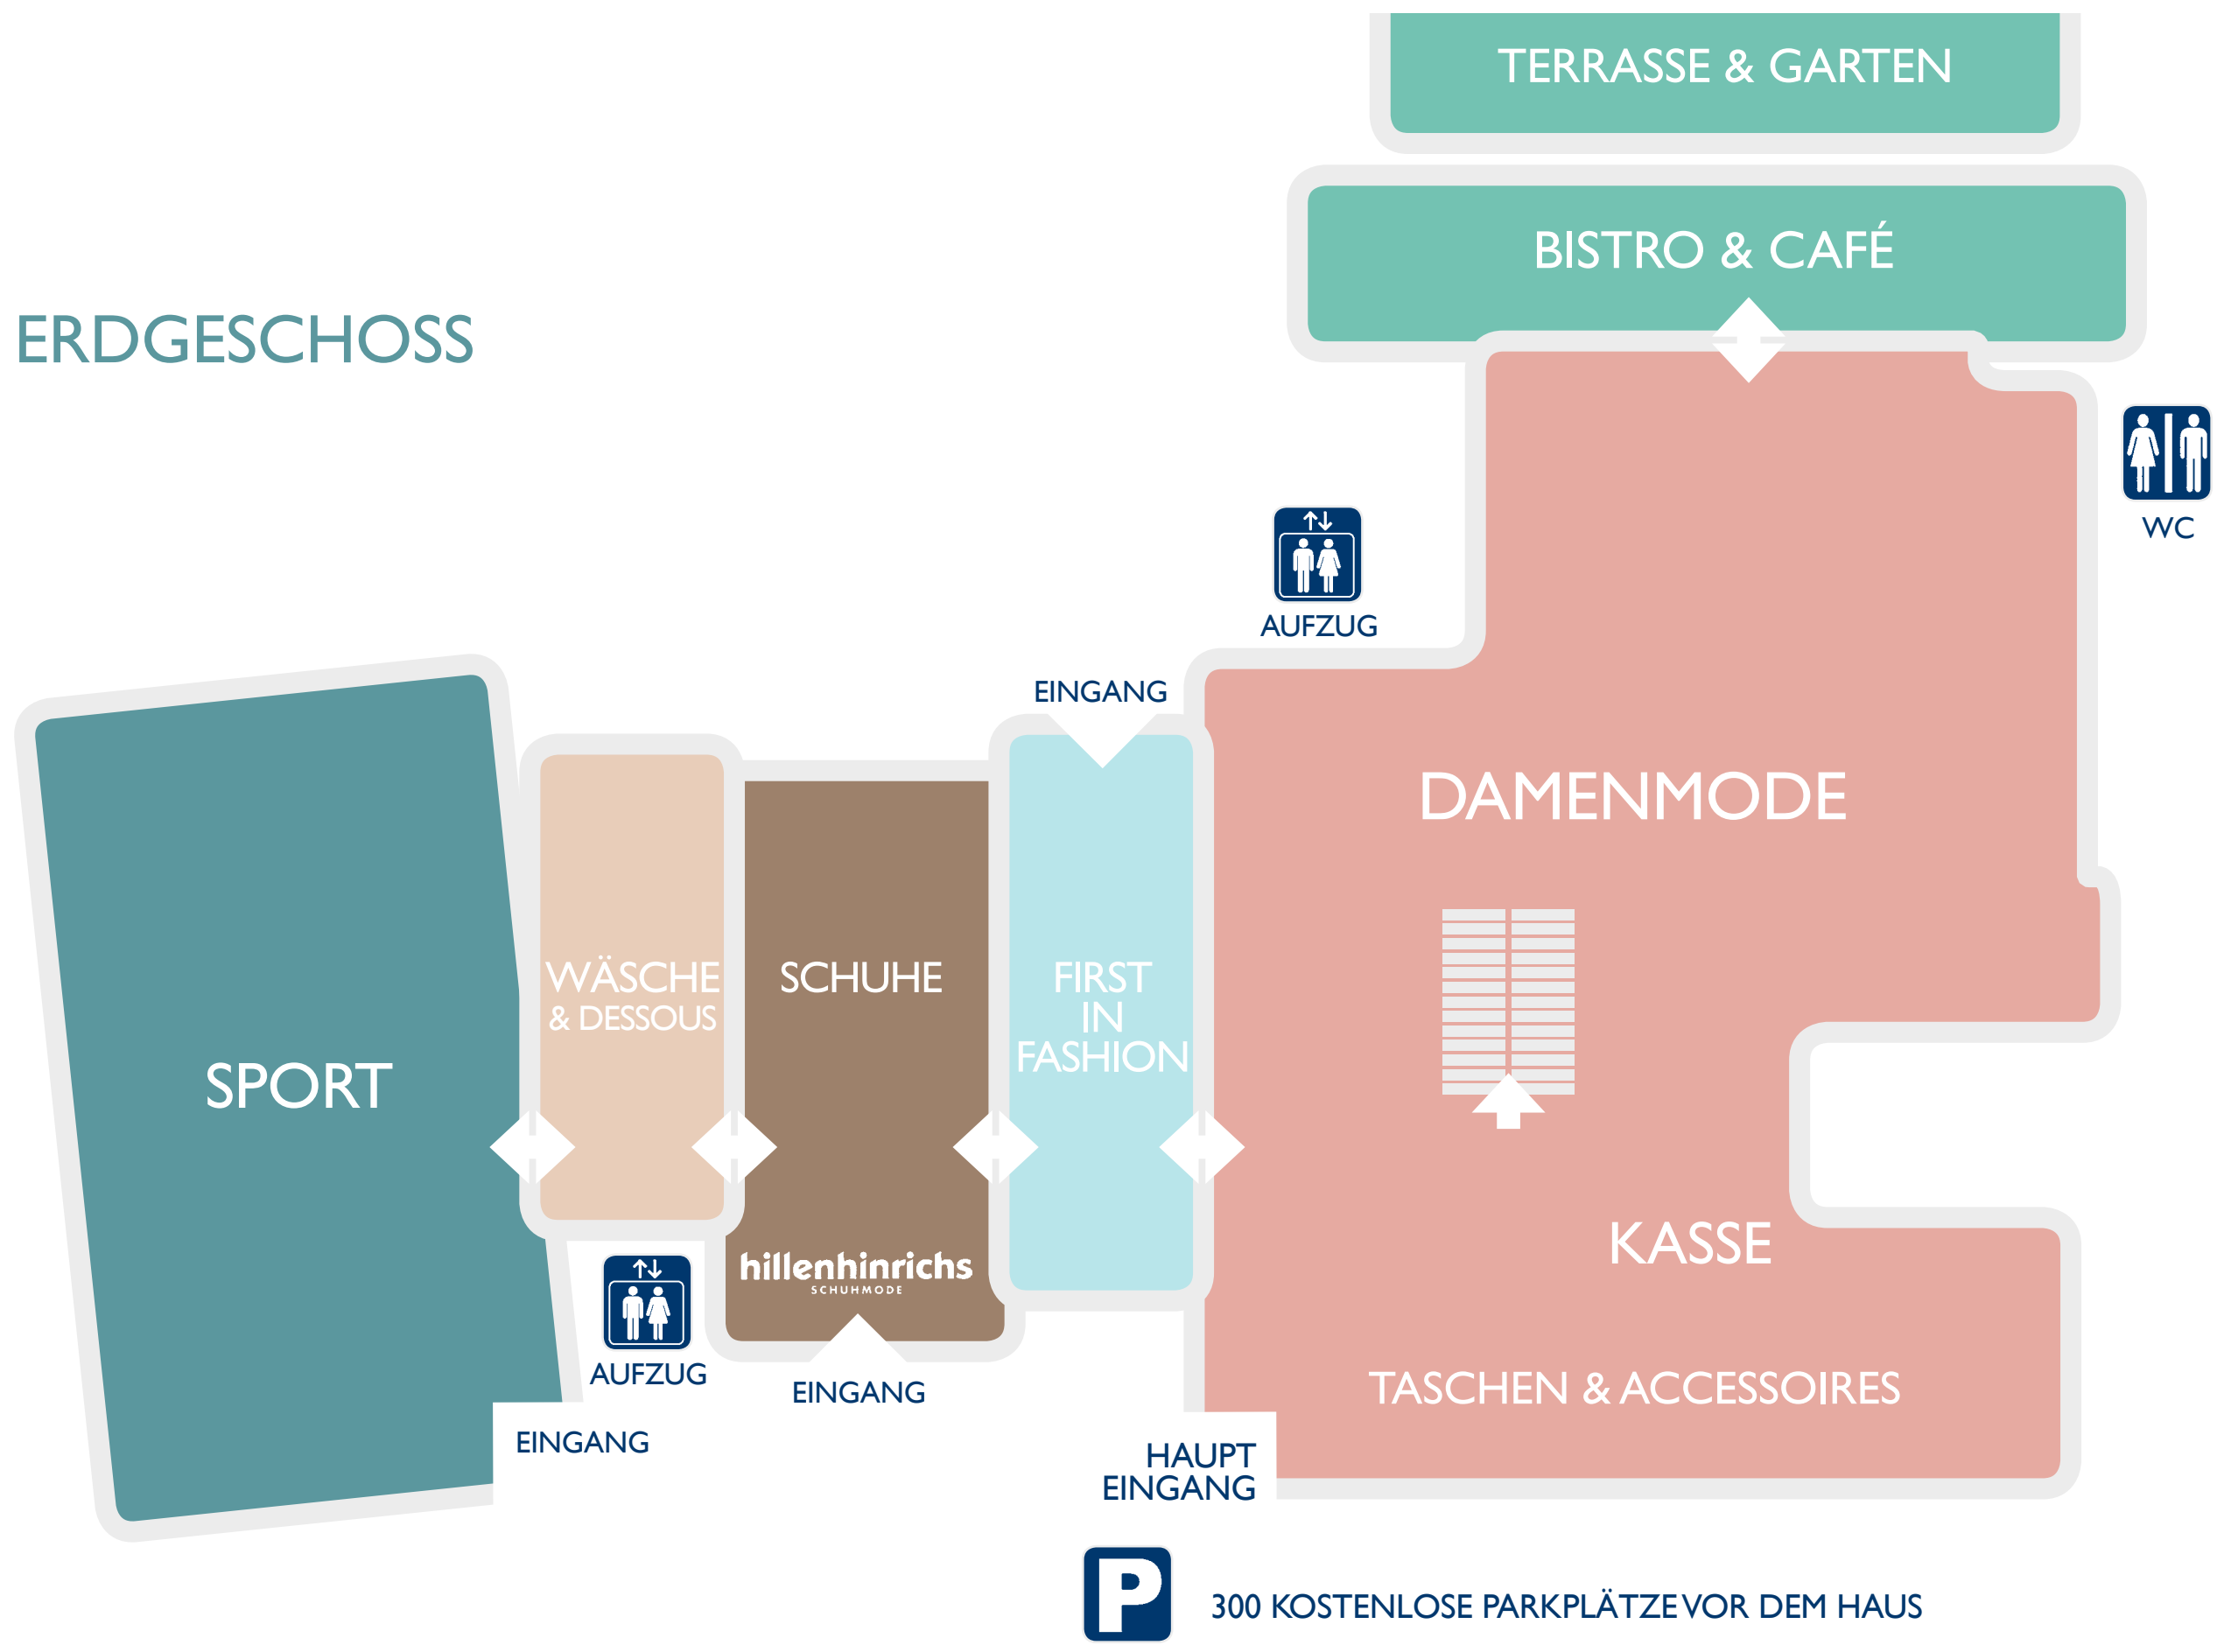 TERRASSE & GARTEN
BISTRO & CAFÉ
ERDGESCHOSS
WC
AUFZUG
EINGANG
DAMENMODE
WÄSCHE
& DESSOUS
SCHUHE
FIRST
IN
FASHION
SPORT
KASSE
hillenhinrichs
SCHUHMODE
AUFZUG
EINGANG
TASCHEN & ACCESSOIRES
EINGANG
HAUPT
EINGANG
P
300 KOSTENLOSE PARKPLÄTZE VOR DEM HAUS